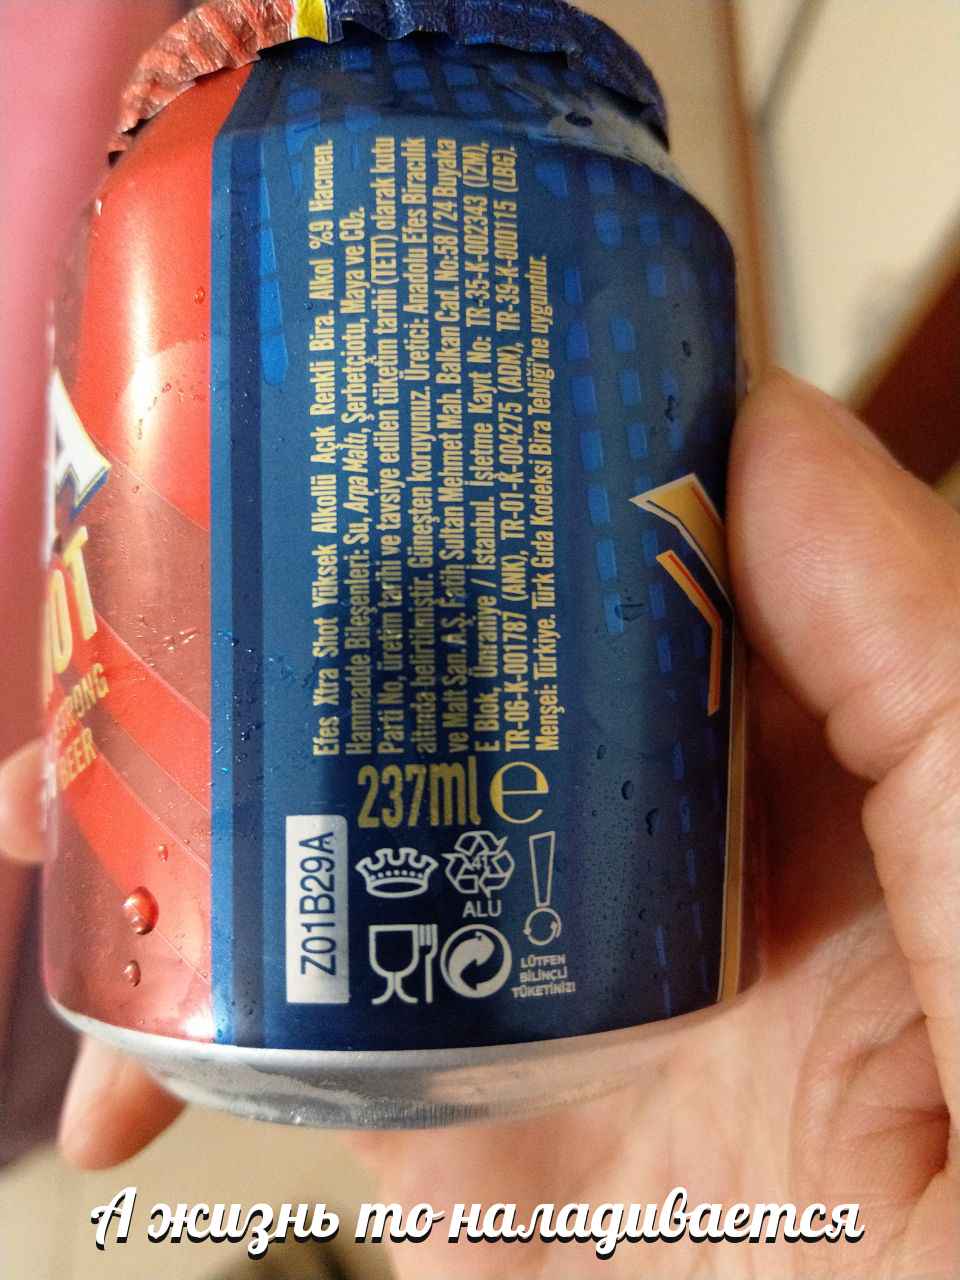 Efes Xtra Shot Yüksek Alkollü Açık Renkli Bira. Alkol %9 Hacmen.
Hammadde Bileşenleri: Su, Arpa Maltı, Şerbetçiotu, Maya ve CO₂.
Parti No, üretim tarihi ve tavsiye edilen tüketim tarihi (TETT) olarak kutu
altında belirtilmiştir. Güneşten koruyunuz. Üretici: Anadolu Efes Biracılık
ve Malt San. A.Ş. Fatih Sultan Mehmet Mah. Balkan Cad. No:58 / 24 Buyaka
E Blok, Ümraniye / İstanbul. İşletme Kayıt No: TR-35-K-002343 (IZM),
TR-06-K-001787 (ANK), TR-01-R-004275 (ADN), TR-39-K-000115 (LBG).
Menşei: Türkiye. Türk Gıda Kodeksi Bira Tebliği'ne uygundur.
237ml e
Z01B29A
41
ALU
LÜTFEN
BİLİNÇLİ
TÜKETİNİZ!
BEER
А жизнь то налаживается